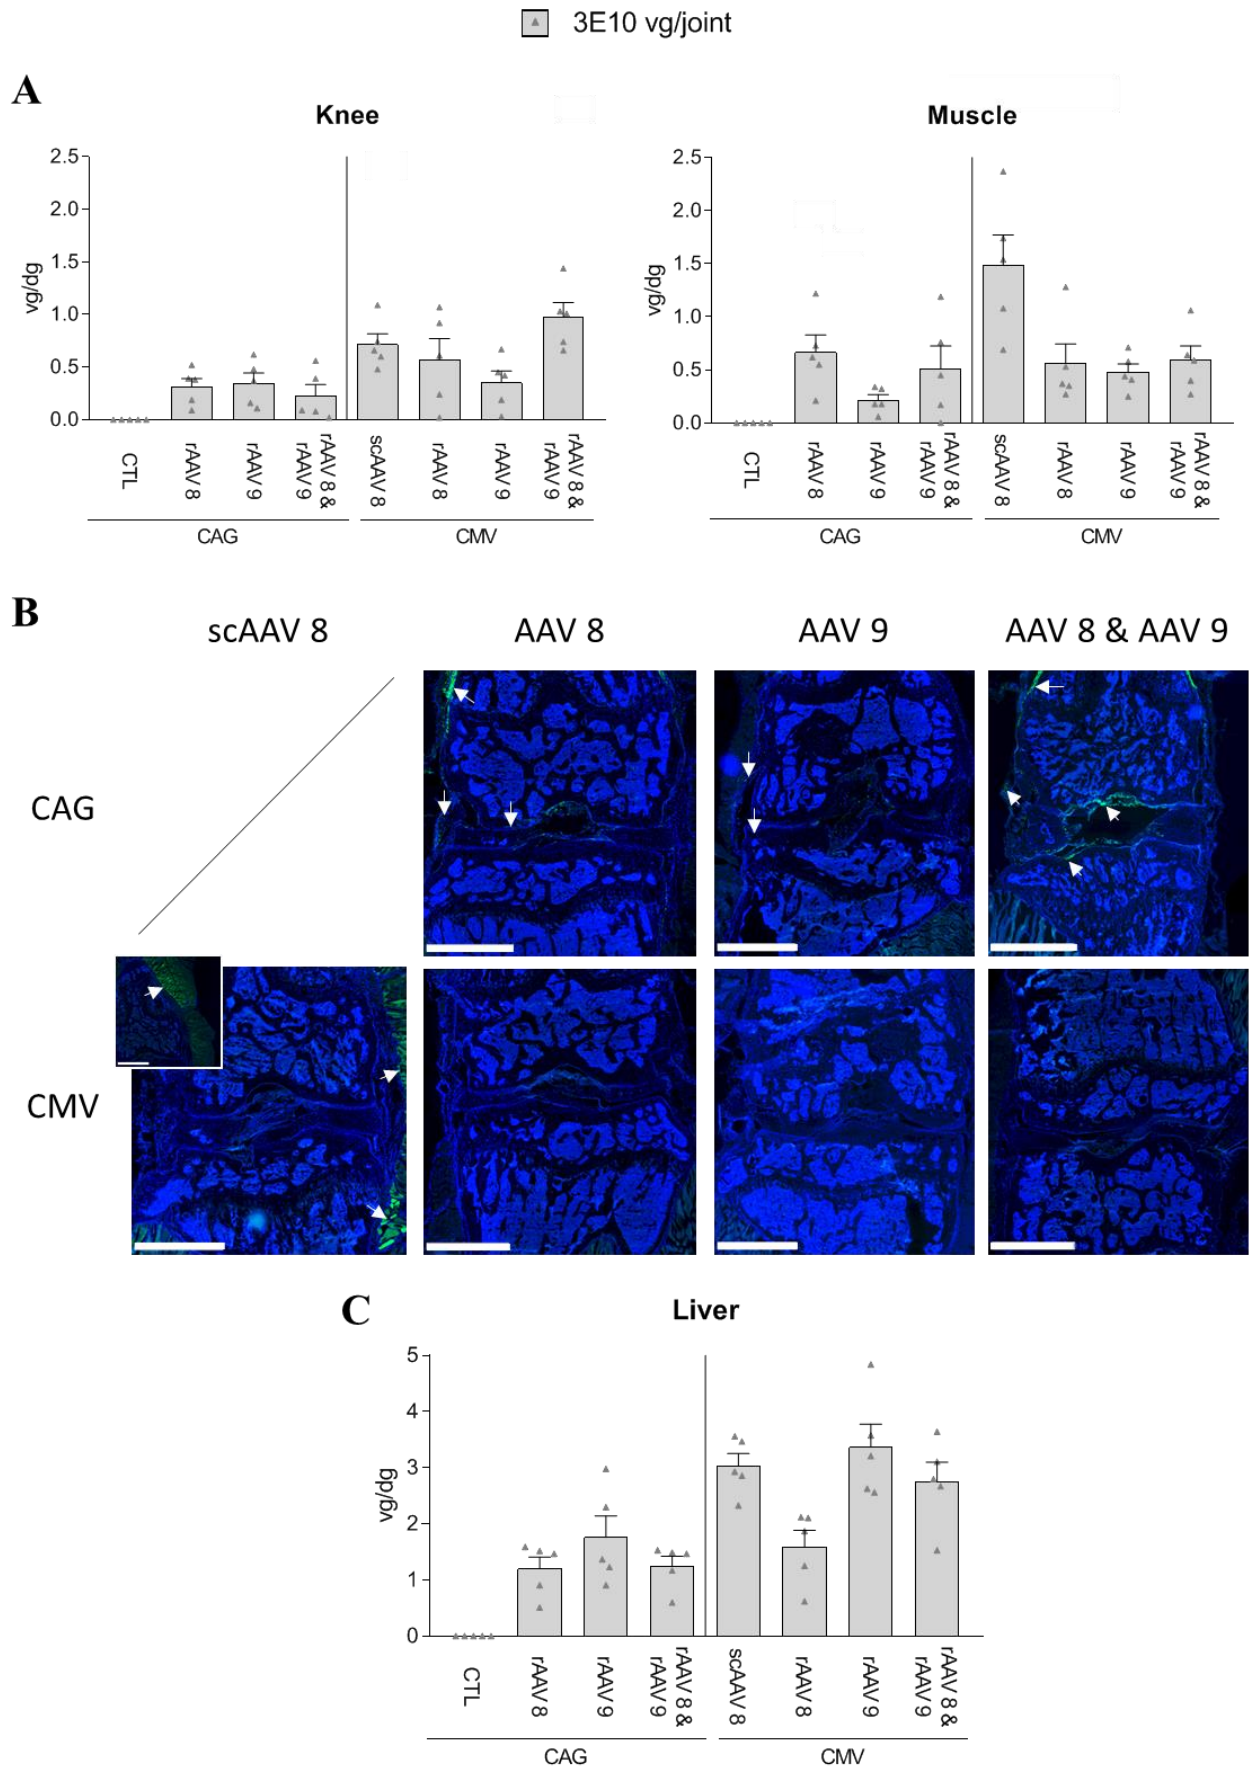 3E10 vg/joint
A
Knee
Muscle
vg/dg
2.5
2.0
1.5
1.0
0.5
0.0
CTL
rAAV 8
rAAV 9
rAAV 8 &
rAAV 9
scAAV 8
rAAV 8
rAAV 9
rAAV 8 &
rAAV 9
CAG
CMV
vg/dg
2.5
2.0
1.5
1.0
0.5
0.0
CTL
rAAV 8
rAAV 9
rAAV 8 &
rAAV 9
scAAV 8
rAAV 8
rAAV 9
rAAV 8 &
rAAV 9
CAG
CMV
B
scAAV 8
AAV 8
AAV 9
AAV 8 & AAV 9
CAG
CMV
C
Liver
vg/dg
5
4
3
2
1
0
CTL
rAAV 8
rAAV 9
rAAV 8 &
rAAV 9
scAAV 8
rAAV 8
rAAV 9
rAAV 8 &
rAAV 9
CAG
CMV